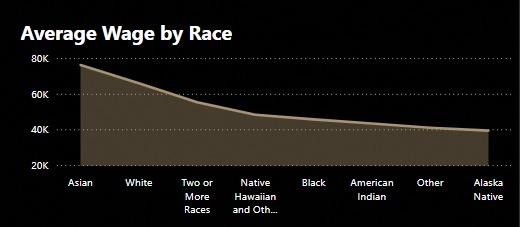 Average Wage by Race
80K
60K
40K
20K
Asian
White
Two or
More
Races
Native
Hawaiian
and Oth...
Black
American
Indian
Other
Alaska
Native